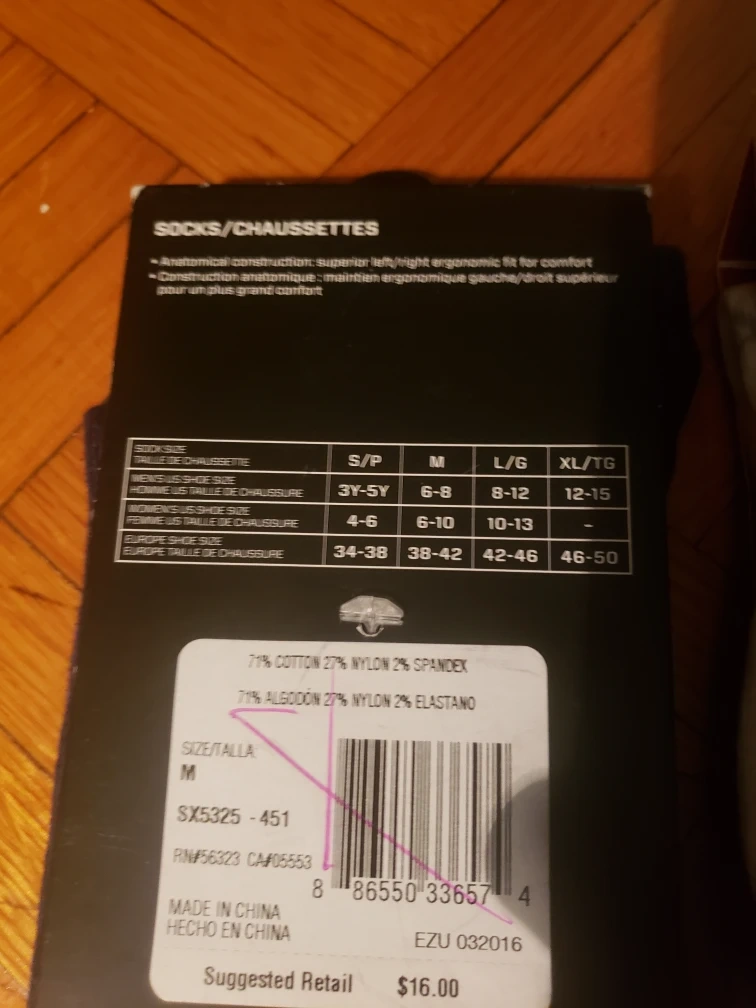 SOCKS/CHAUSSETTES
- Anatomical construction: superior left/right ergonomic fit for comfort
- Construction anatomique : maintien ergonomique gauche/droit supérieur
pour un plus grand confort
SOCK SIZE
TAILLE DE CHAUSSETTE
S/P M L/G XL/TG
MEN'S US SHOE SIZE
HOMME US TAILLE DE CHAUSSURE
3Y-5Y 6-8 8-12 12-15
WOMEN'S US SHOE SIZE
FEMME US TAILLE DE CHAUSSURE
4-6 6-10 10-13 -
EUROPE SHOE SIZE
EUROPE TAILLE DE CHAUSSURE
34-38 38-42 42-46 46-50
71% COTTON 27% NYLON 2% SPANDEX
71% ALGODÓN 27% NYLON 2% ELASTANO
SIZE/TALLA
M
SX5325 - 451
RN#56323 CA#05553
8 86550 33657 4
MADE IN CHINA
HECHO EN CHINA
EZU 032016
Suggested Retail $16.00